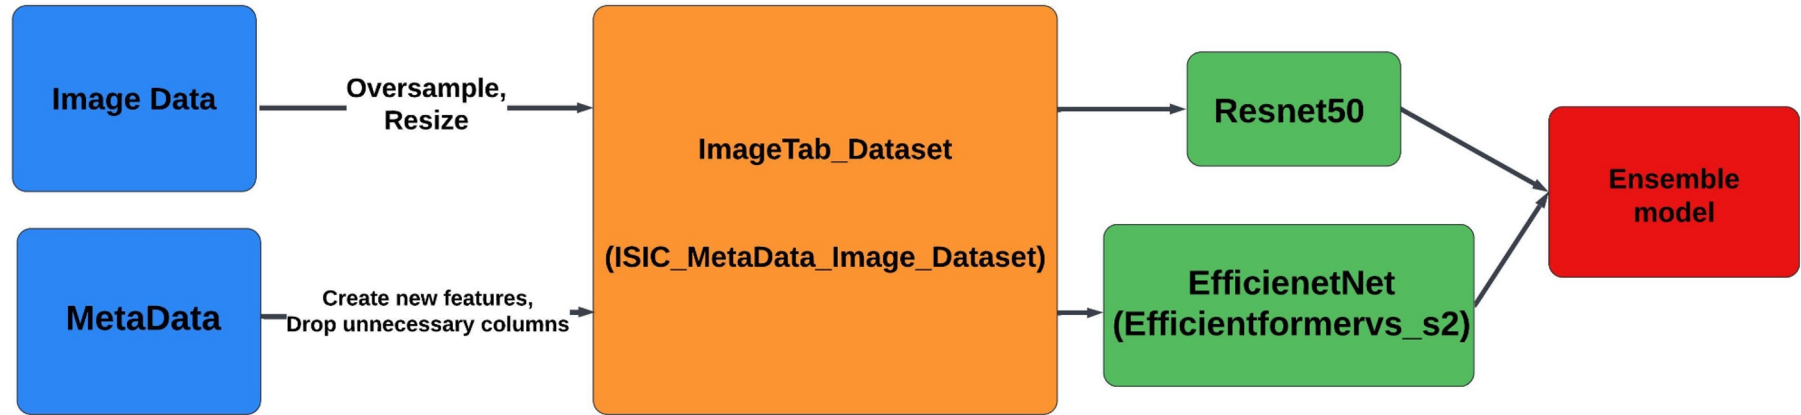 Image Data
Oversample,
Resize
MetaData
Create new features,
Drop unnecessary columns
ImageTab_Dataset
(ISIC_MetaData_Image_Dataset)
Resnet50
EfficienetNet
(Efficientformervs_s2)
Ensemble
model